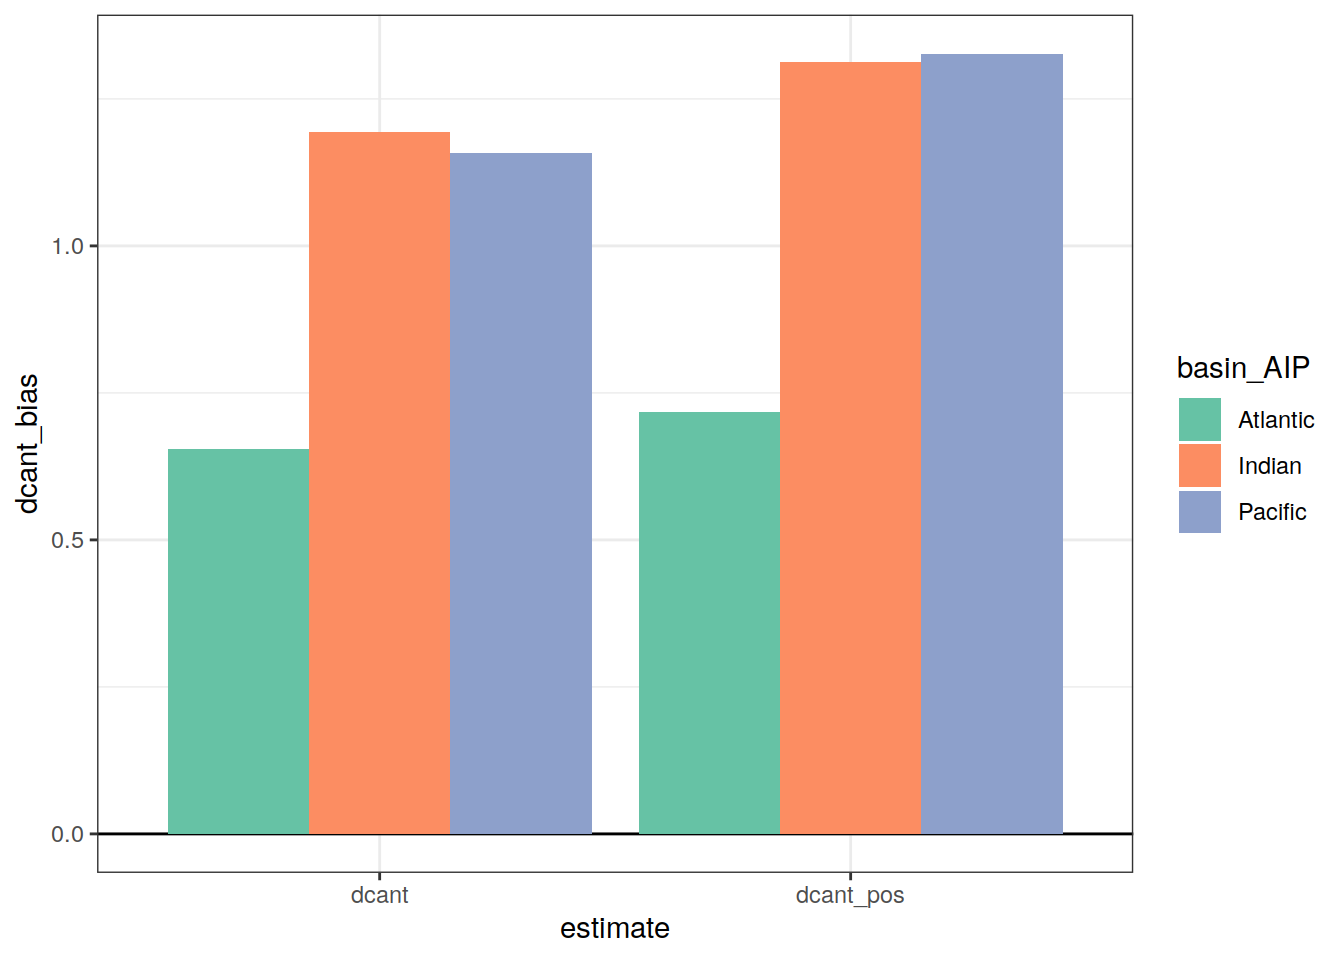 dcant_bias
1.0
0.5
0.0
dcant
dcant_pos
estimate
basin_AIP
Atlantic
Indian
Pacific